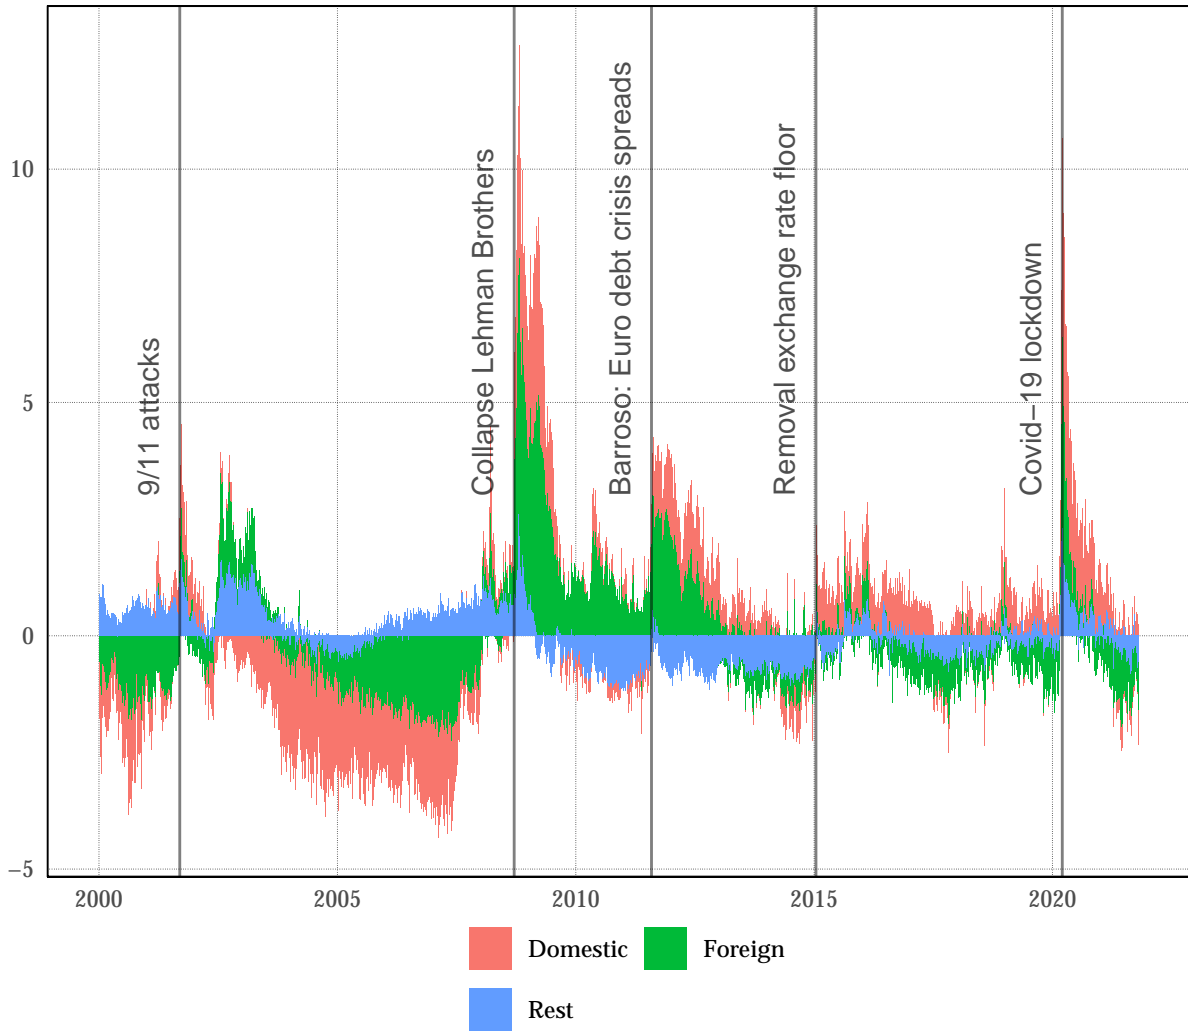 10
5
0
−5
9/11 attacks
Collapse Lehman Brothers
Barroso: Euro debt crisis spreads
Removal exchange rate floor
Covid−19 lockdown
2000
2005
2010
2015
2020
Domestic
Foreign
Rest